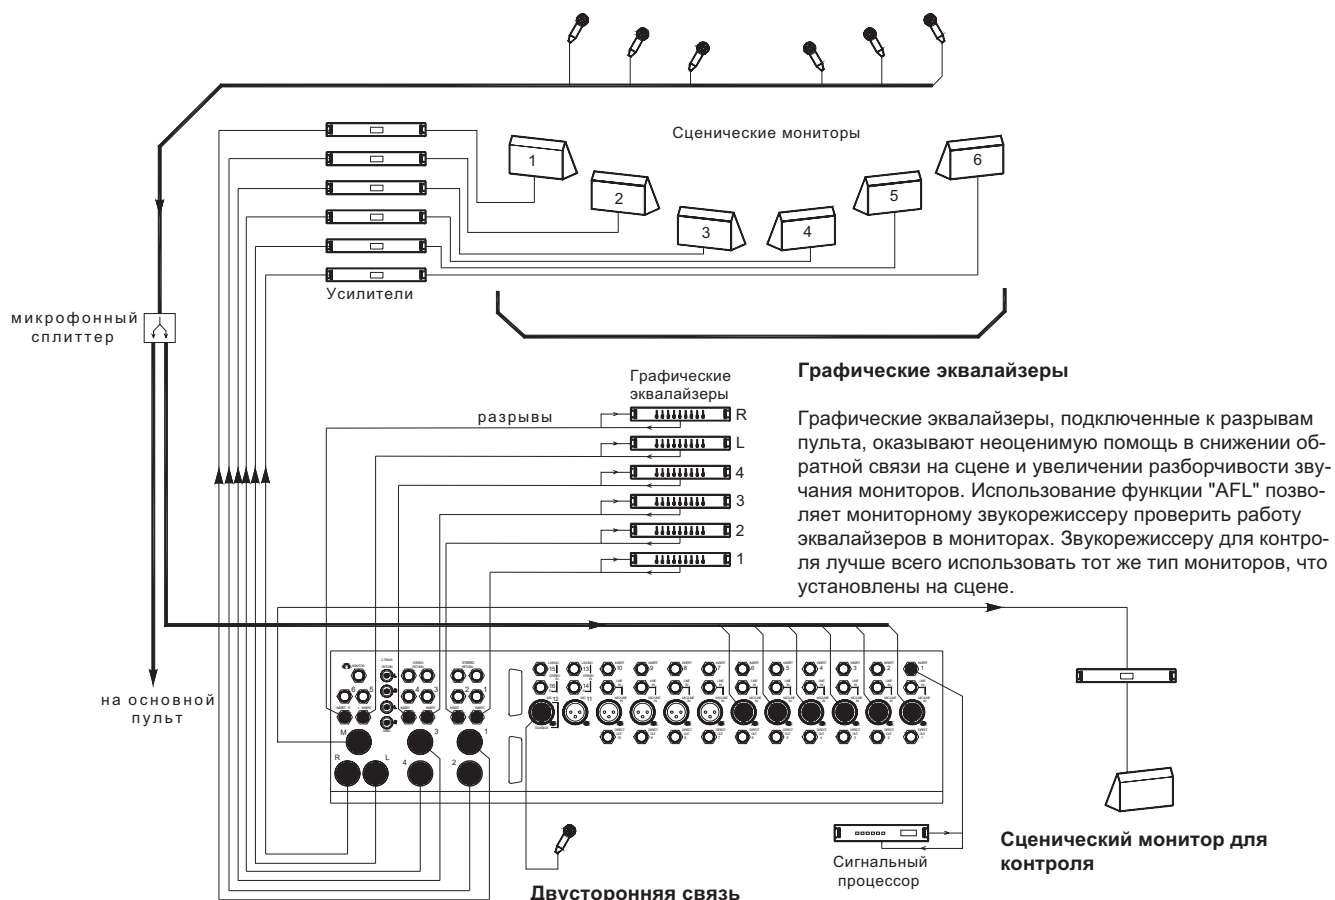 Сценические мониторы
1
2
3
4
5
6
Усилители
микрофонный
сплиттер
Графические
эквалайзеры
разрывы
R
L
4
3
2
1
Графические эквалайзеры
Графические эквалайзеры, подключенные к разрывам
пульта, оказывают неоценимую помощь в снижении об-
ратной связи на сцене и увеличении разборчивости зву-
чания мониторов. Использование функции "AFL" позво-
ляет мониторному звукорежиссеру проверить работу
эквалайзеров в мониторах. Звукорежиссеру для контро-
ля лучше всего использовать тот же тип мониторов, что
установлены на сцене.
на основной
пульт
M
3
1
R
L
4
2
Сигнальный
процессор
Сценический монитор для
контроля
Двусторонняя связь